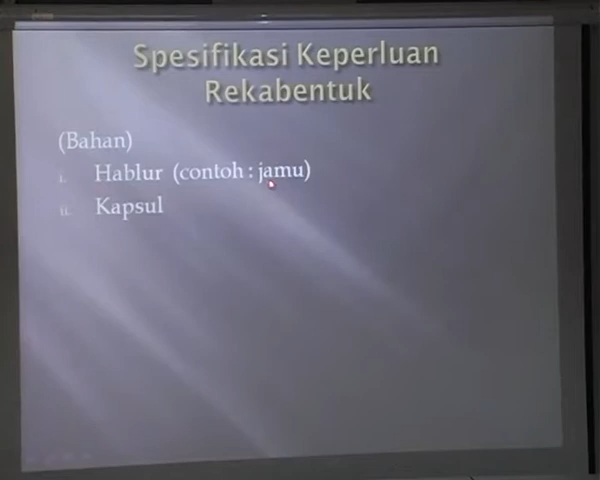 Spesifikasi Keperluan
Rekabentuk
(Bahan)
i. Hablur (contoh : jamu)
ii. Kapsul